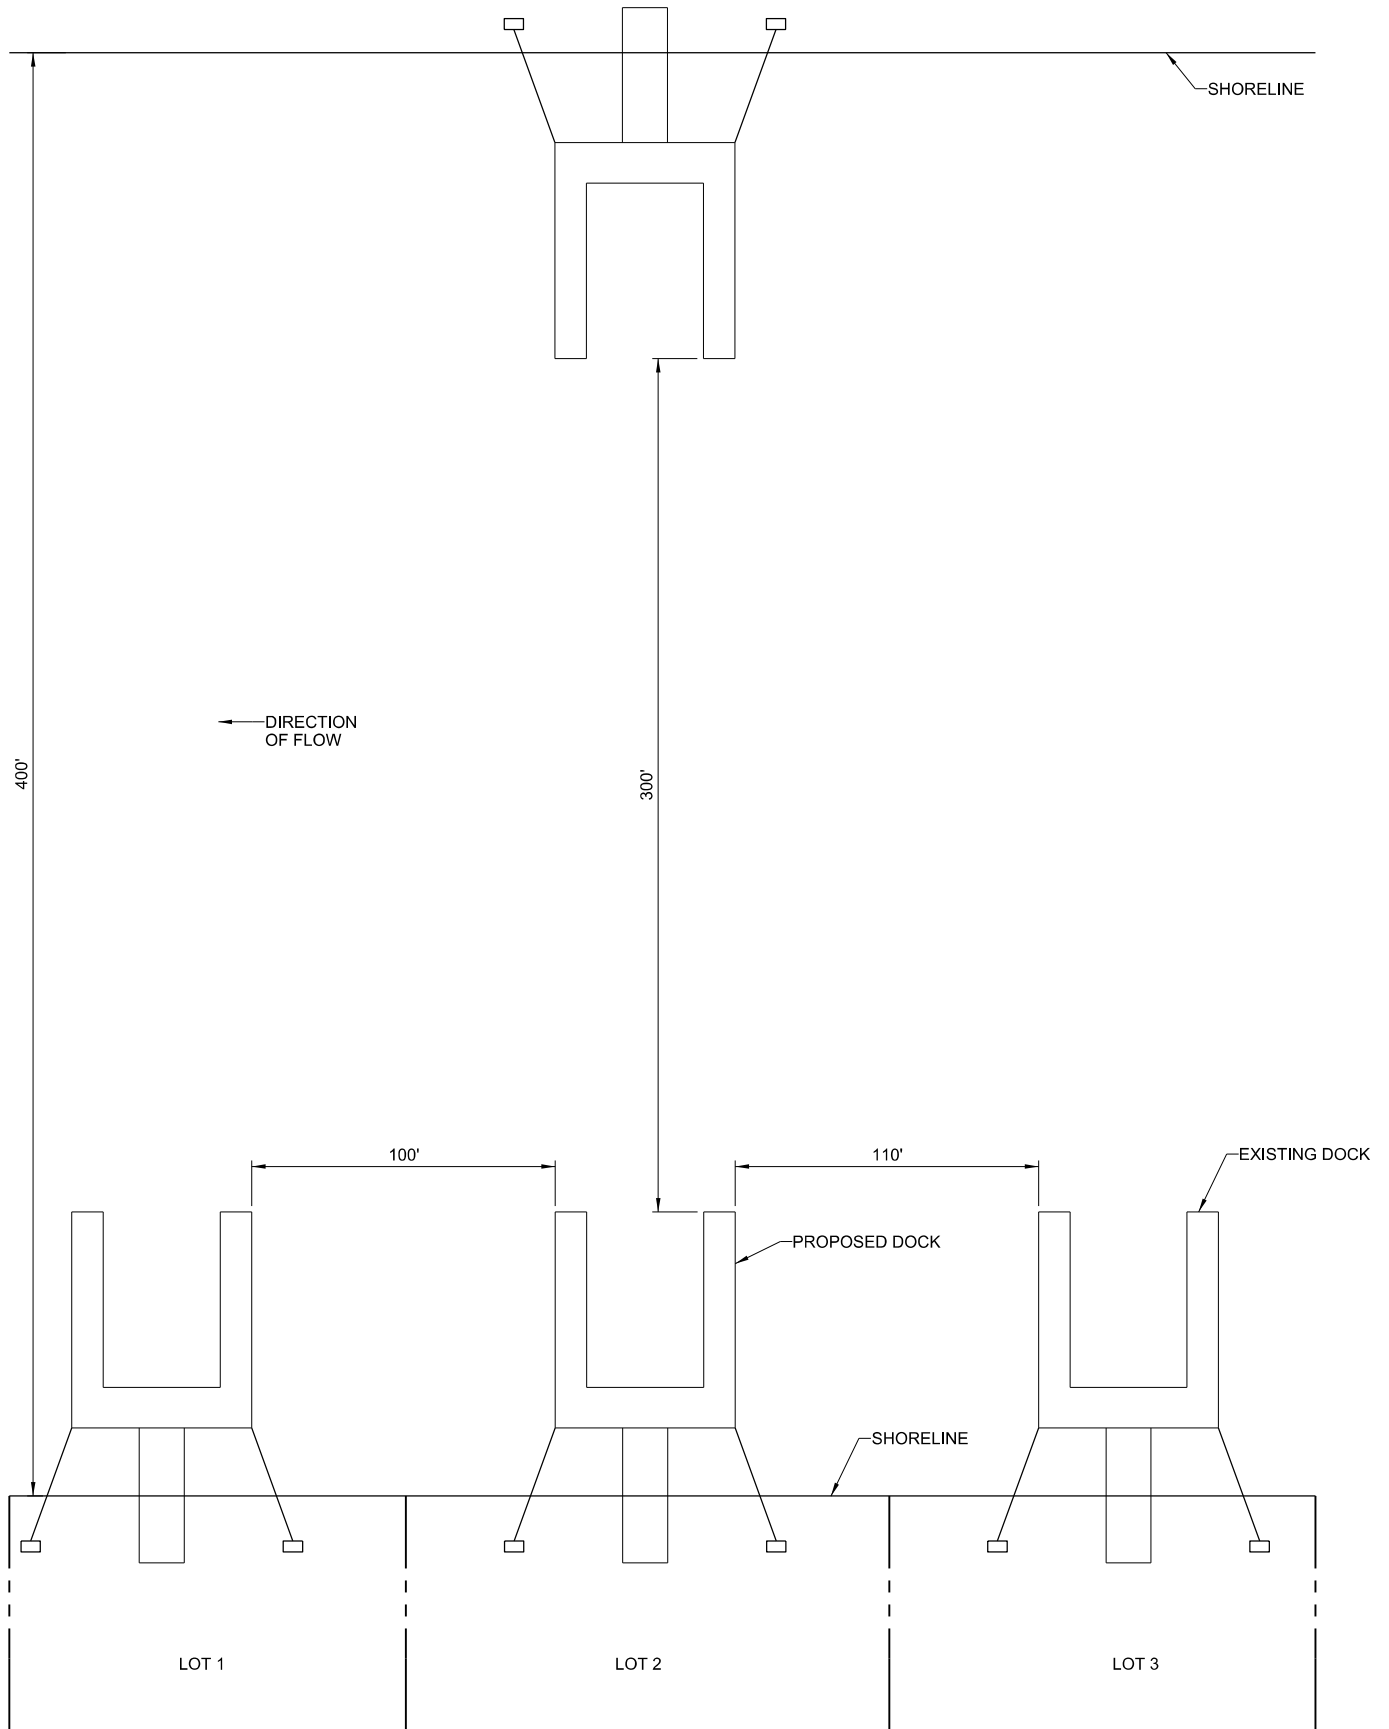 SHORELINE
DIRECTION
OF FLOW
400'
300'
100'
110'
EXISTING DOCK
PROPOSED DOCK
SHORELINE
LOT 1
LOT 2
LOT 3